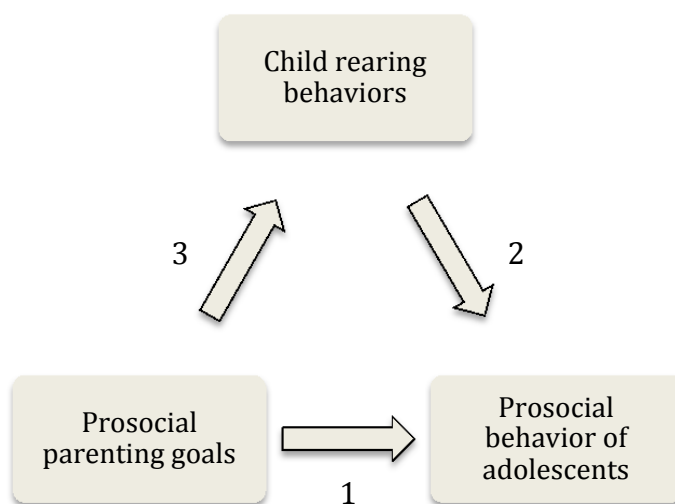 Child rearing
behaviors
3
2
Prosocial
parenting goals
Prosocial
behavior of
adolescents
1